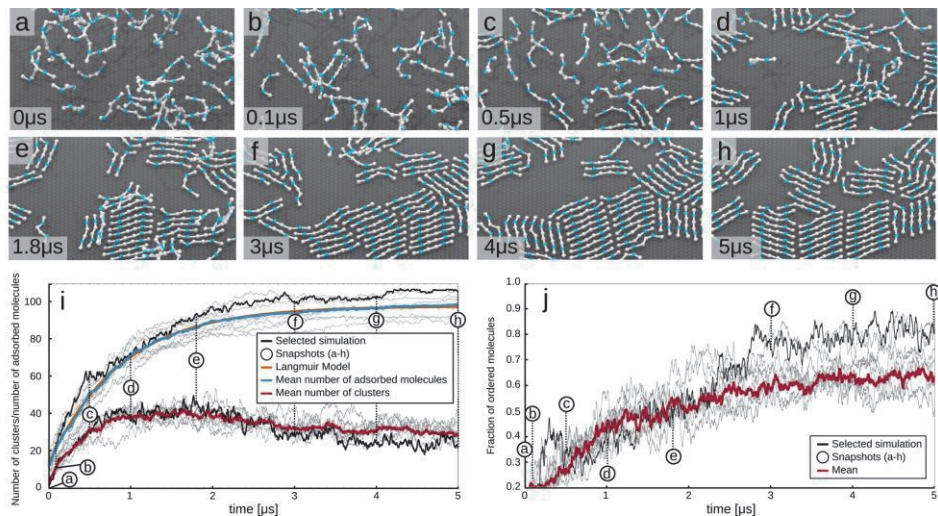 a
b
c
d
0μs
0.1μs
0.5μs
1μs
e
f
g
h
1.8μs
3μs
4μs
5μs
i
Number of clusters/number of adsorbed molecules
100
80
60
40
20
0
0
1
2
3
4
5
time [μs]
a
b
c
d
e
f
g
h
Selected simulation
Snapshots (a-h)
Langmuir Model
Mean number of adsorbed molecules
Mean number of clusters
j
Fraction of ordered molecules
1.0
0.9
0.8
0.7
0.6
0.5
0.4
0.3
0.2
0
1
2
3
4
5
time [μs]
a
b
c
d
e
f
g
h
Selected simulation
Snapshots (a-h)
Mean